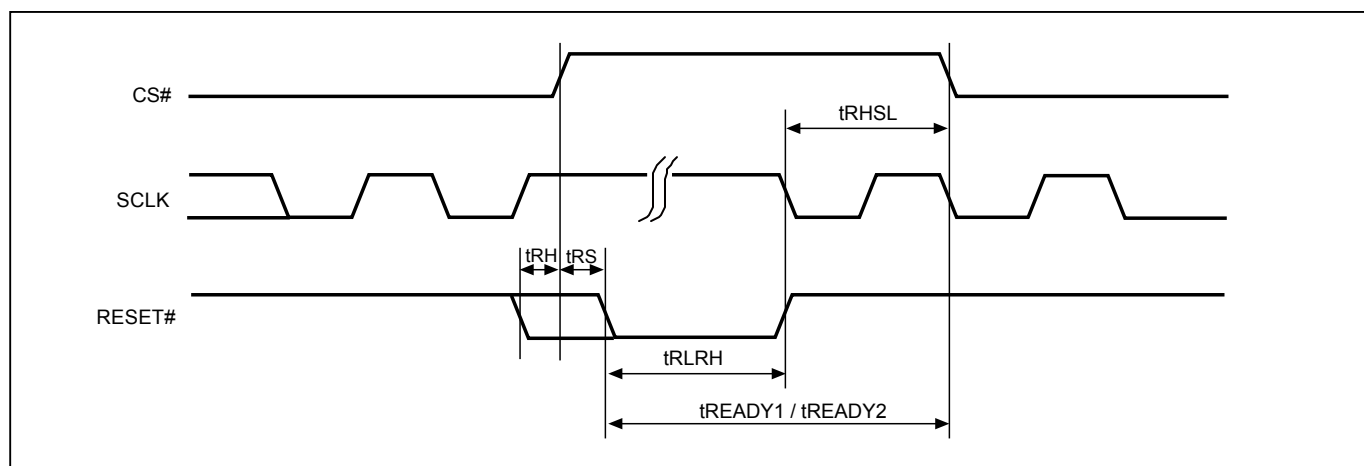 CS#
tRHSL
SCLK
tRH tRS
RESET#
tRLRH
tREADY1 / tREADY2